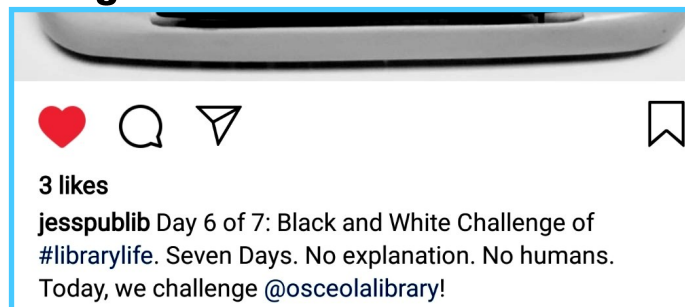 3 likes
jesspublib Day 6 of 7: Black and White Challenge of
#librarylife. Seven Days. No explanation. No humans.
Today, we challenge @osceolalibrary!